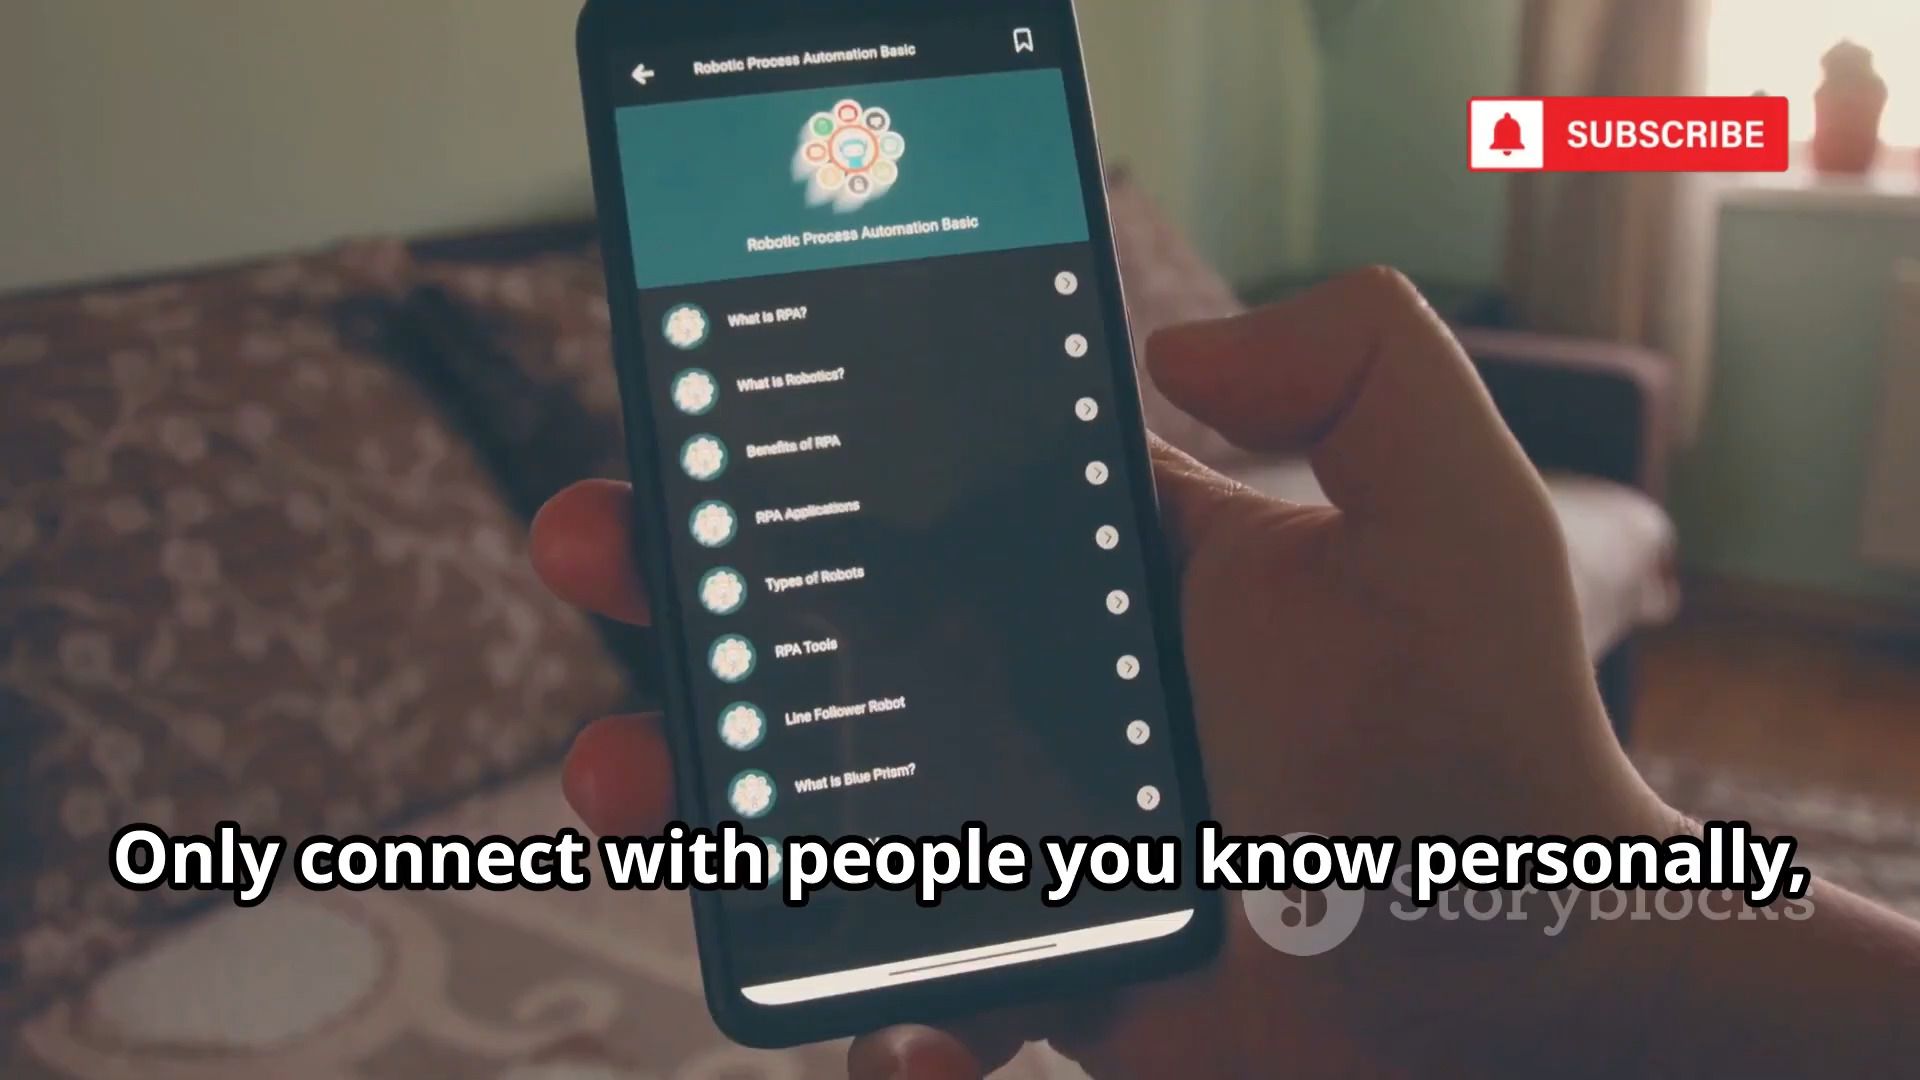 Robotic Process Automation Basic
SUBSCRIBE
Robotic Process Automation Basic
What is RPA?
What is Robotics?
Benefits of RPA
RPA Applications
Types of Robots
RPA Tools
Line Follower Robot
What is Blue Prism?
Only connect with people you know personally,
Storyblocks